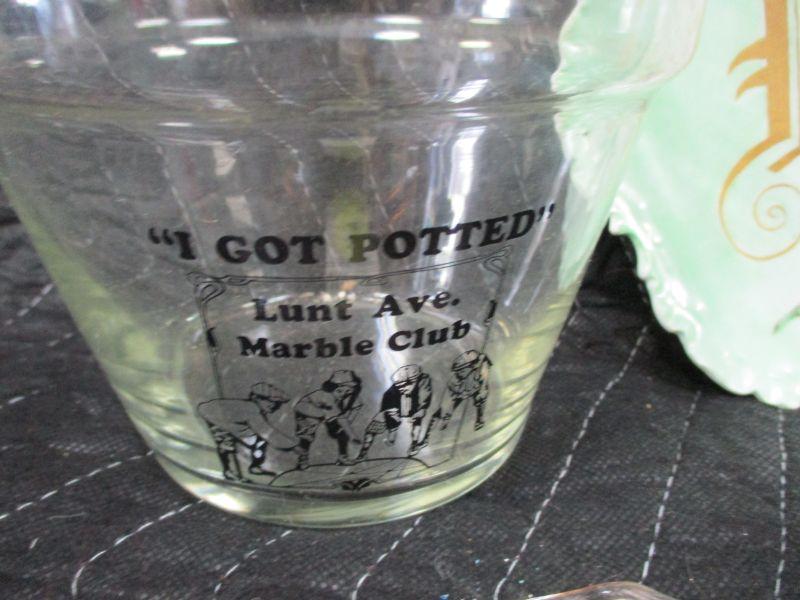 “I GOT POTTED”
Lunt Ave.
Marble Club